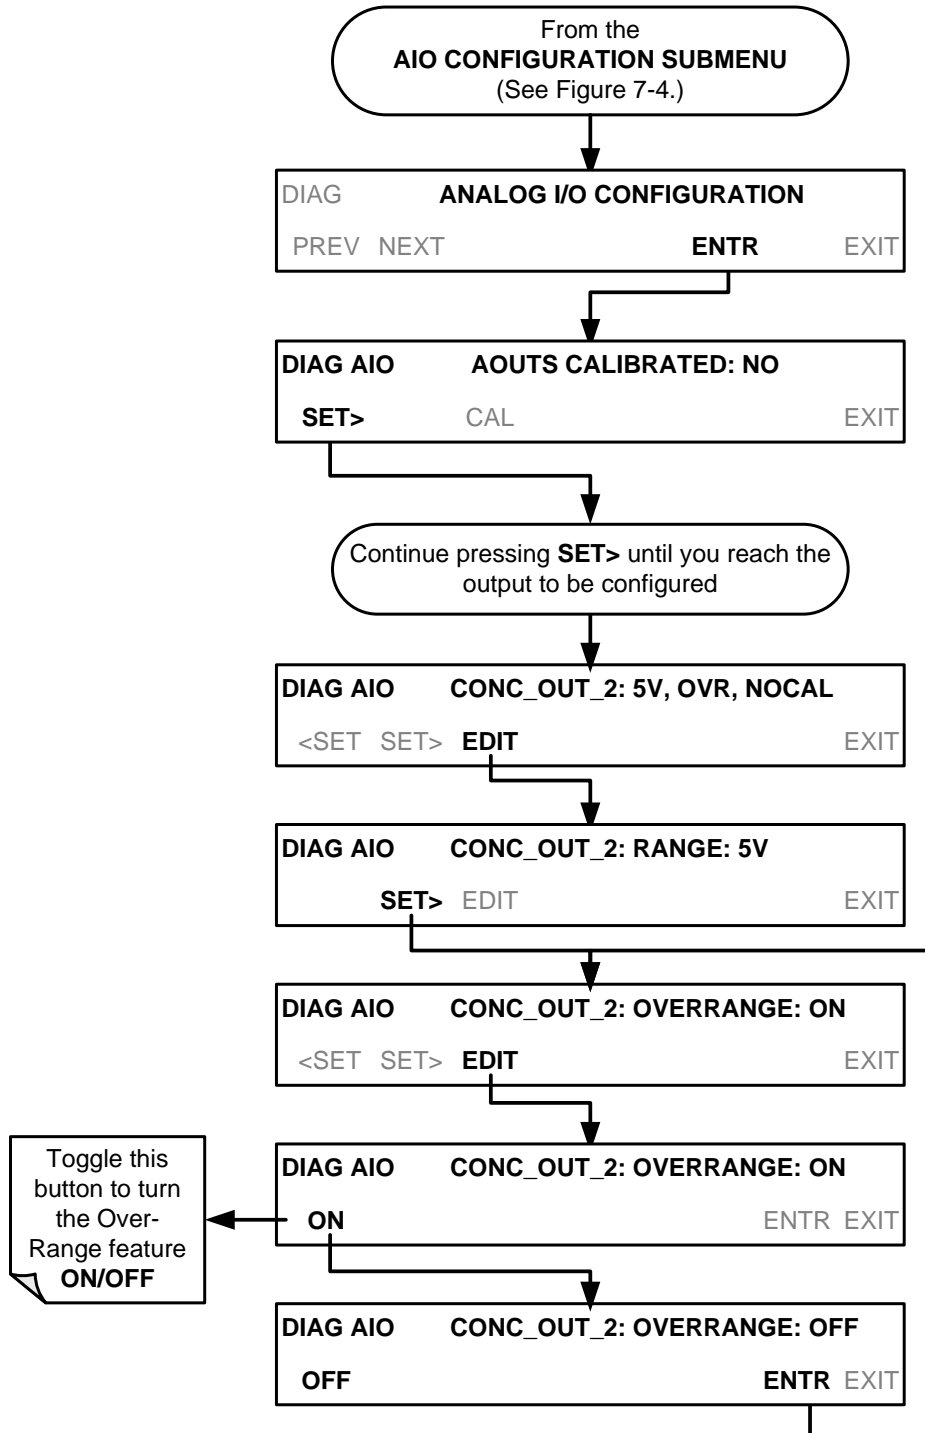 From the
AIO CONFIGURATION SUBMENU
(See Figure 7-4.)
DIAG ANALOG I/O CONFIGURATION
PREV NEXT ENTR EXIT
DIAG AIO AOUTS CALIBRATED: NO
SET> CAL EXIT
Continue pressing SET> until you reach the
output to be configured
DIAG AIO CONC_OUT_2: 5V, OVR, NOCAL
<SET SET> EDIT EXIT
DIAG AIO CONC_OUT_2: RANGE: 5V
SET> EDIT EXIT
DIAG AIO CONC_OUT_2: OVERRANGE: ON
<SET SET> EDIT EXIT
DIAG AIO CONC_OUT_2: OVERRANGE: ON
ON ENTR EXIT
Toggle this
button to turn
the Over-
Range feature
ON/OFF
DIAG AIO CONC_OUT_2: OVERRANGE: OFF
OFF ENTR EXIT